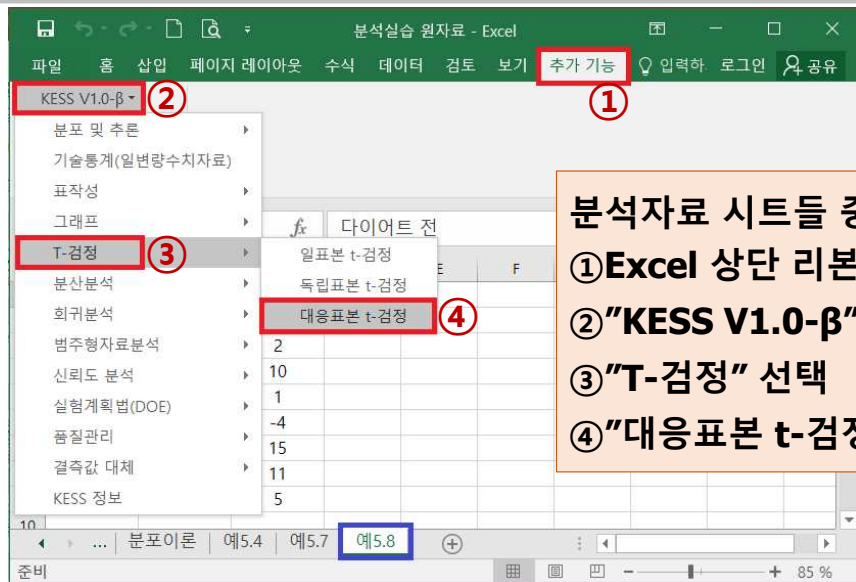 분석실습 원자료 - Excel
파일 홈 삽입 페이지 레이아웃 수식 데이터 검토 보기 추가 기능 입력하. 로그인 공유
①
KESS V1.0-β ②
분포 및 추론
기술통계(일변량수치자료)
표작성
그래프
T-검정 ③
분산분석
회귀분석
범주형자료분석
신뢰도 분석
실험계획법(DOE)
품질관리
결측값 대체
KESS 정보
일표본 t-검정
독립표본 t-검정
대응표본 t-검정 ④
fx 다이어트 전
E F
2
10
1
-4
15
11
5
10
분석자료 시트들 중
①Excel 상단 리본
②”KESS V1.0-β”
③”T-검정” 선택
④”대응표본 t-검정
... 분포이론 예5.4 예5.7 예5.8
준비 85 %